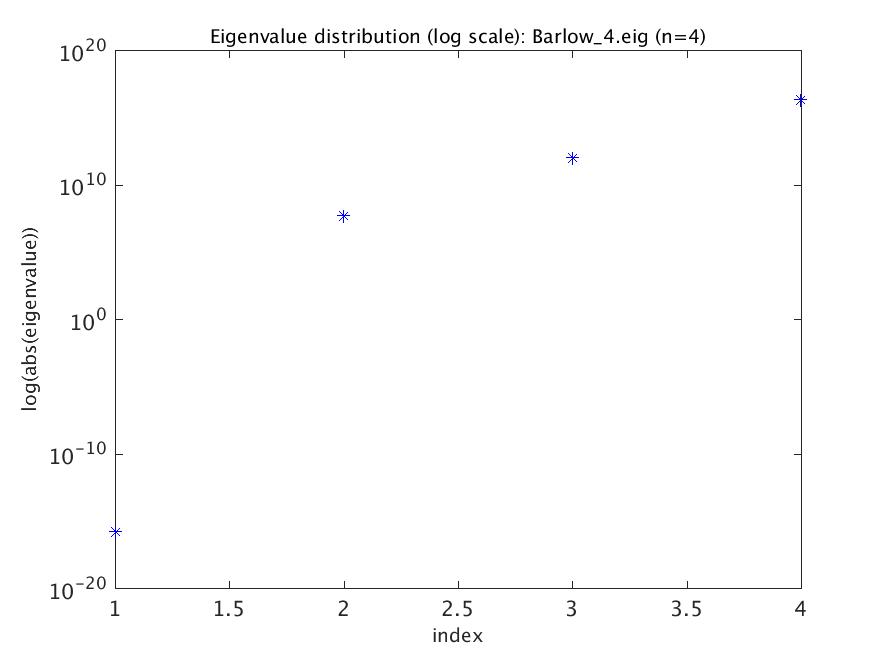 Eigenvalue distribution (log scale): Barlow_4.eig (n=4)
10^20
10^10
10^0
10^-10
10^-20
log(abs(eigenvalue))
1 1.5 2 2.5 3 3.5 4
index